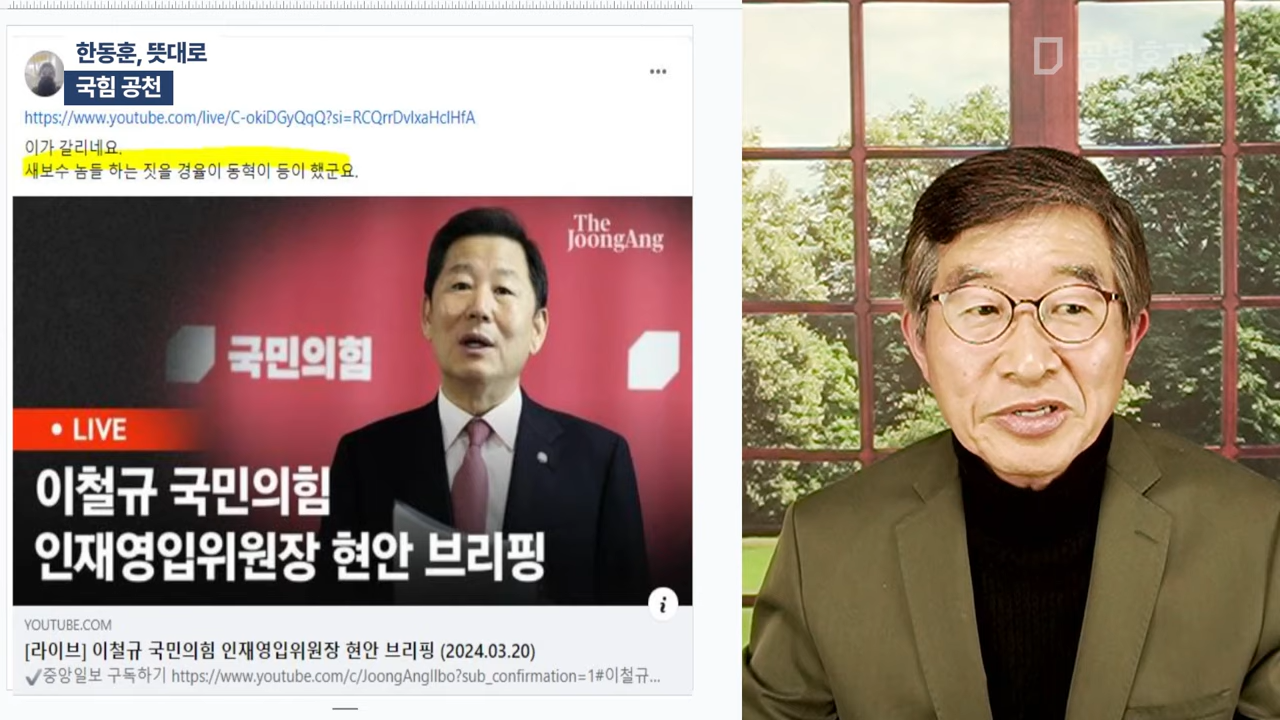 한동훈, 뜻대로
국힘 공천
https://www.youtube.com/live/C-okiDGyQqQ?si=RCQrrDvlxaHclHfA
이가 갈리네요.
새보수 놈들 하는 짓을 경율이 동혁이 등이 했군요.
The
JoongAng
국민의힘
• LIVE
이철규 국민의힘
인재영입위원장 현안 브리핑
YOUTUBE.COM
[라이브] 이철규 국민의힘 인재영입위원장 현안 브리핑 (2024.03.20)
✔중앙일보 구독하기 https://www.youtube.com/c/JoongAngIlbo?sub_confirmation=1#이철규...